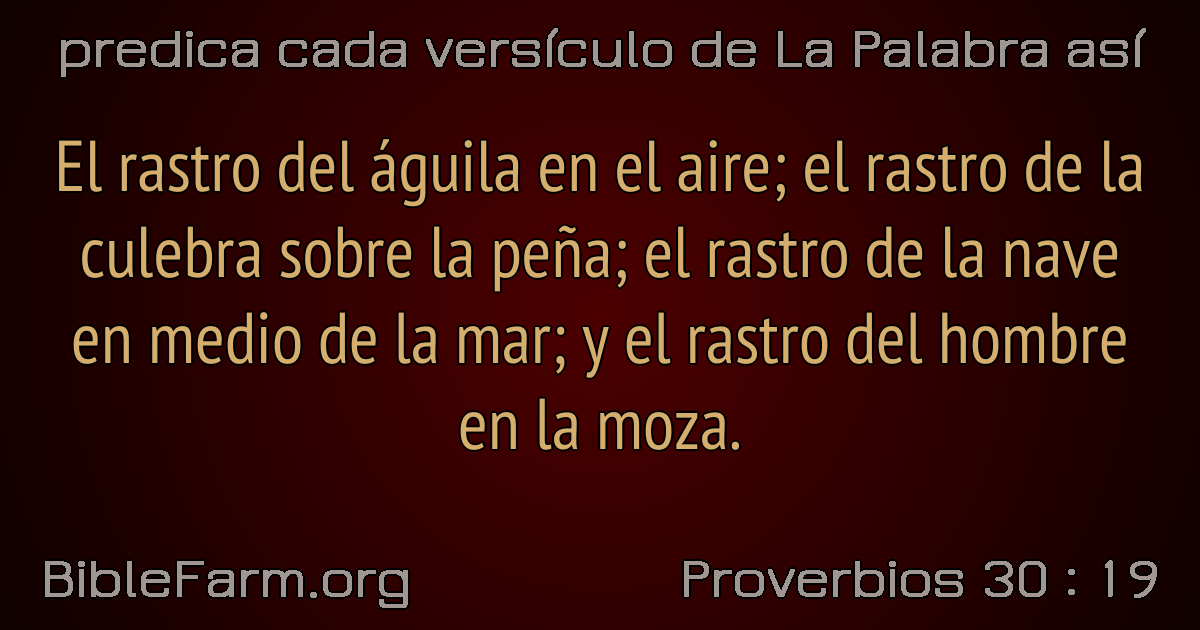 predica cada versículo de La Palabra así
El rastro del águila en el aire; el rastro de la
culebra sobre la peña; el rastro de la nave
en medio de la mar; y el rastro del hombre
en la moza.
BibleFarm.org
Proverbios 30 : 19